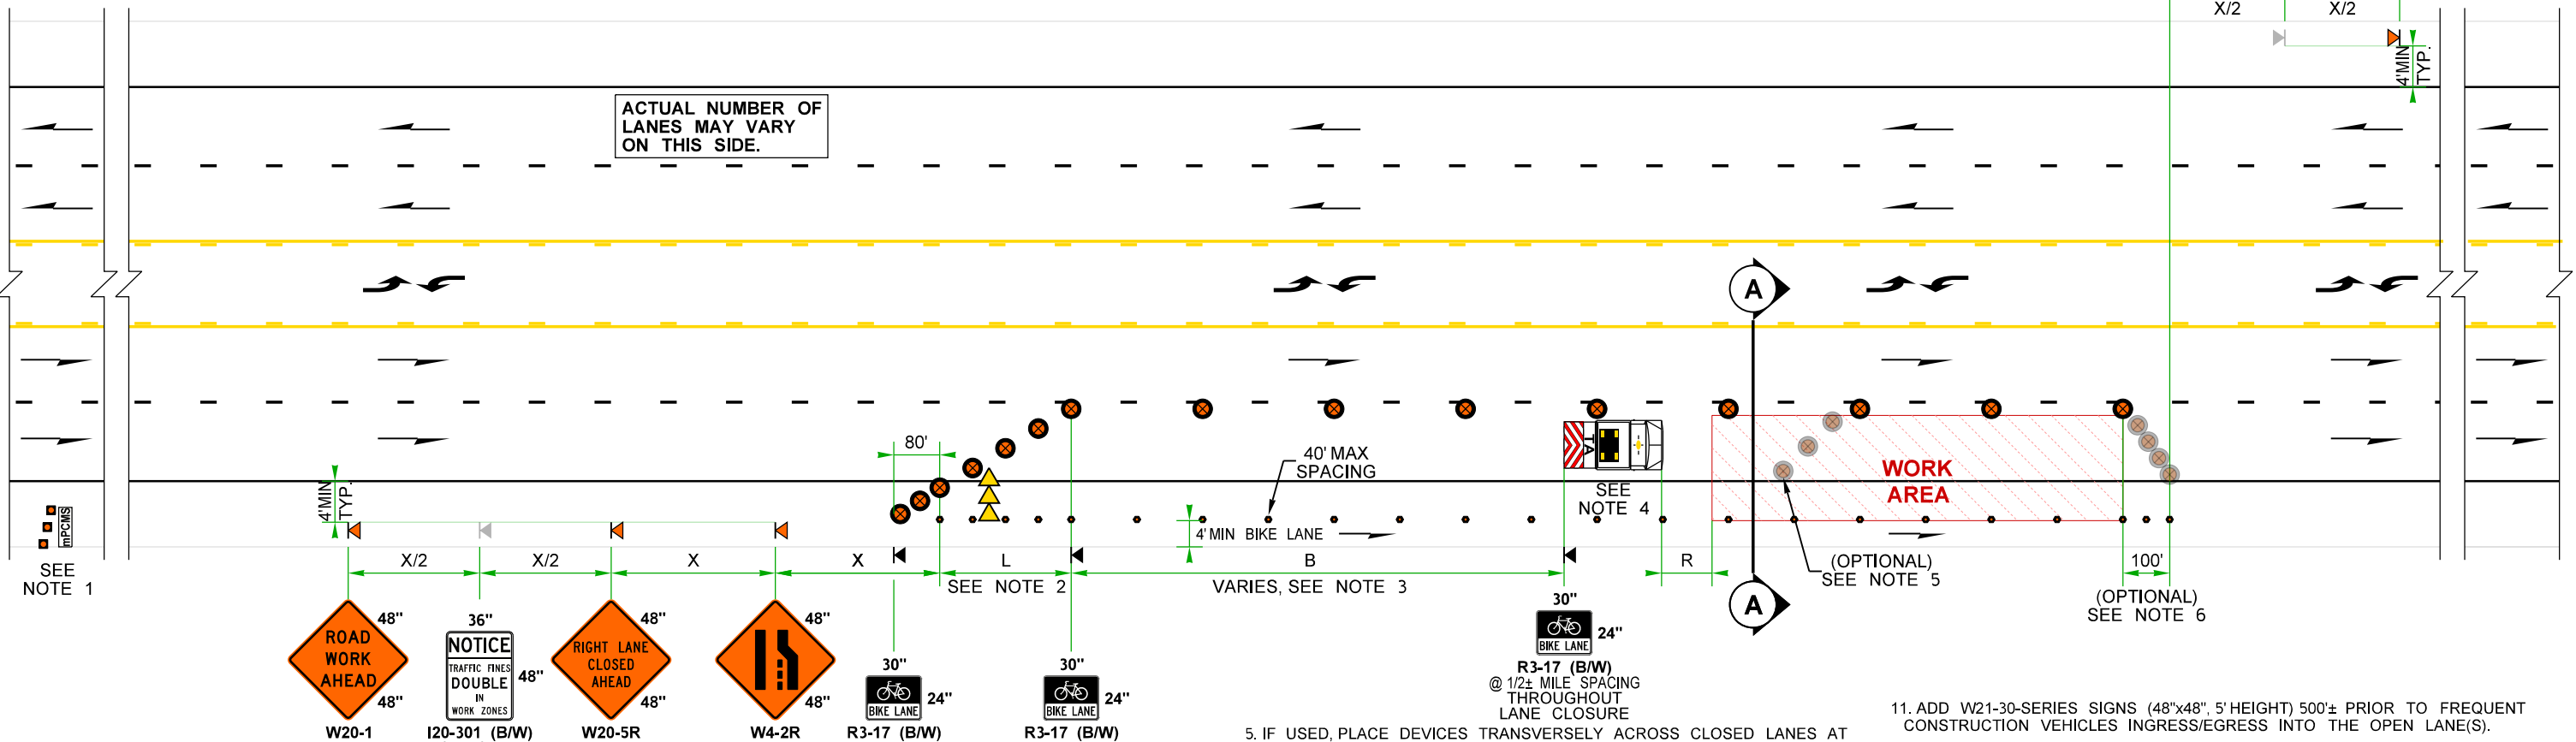 X/2
X/2
4'MIN
TYP.
ACTUAL NUMBER OF
LANES MAY VARY
ON THIS SIDE.
A
80'
40' MAX
SPACING
TA
SEE
NOTE 4
WORK
AREA
4'MIN
TYP.
mPCMS
SEE
NOTE 1
4' MIN BIKE LANE
X/2
X/2
X
X
L
SEE NOTE 2
B
VARIES, SEE NOTE 3
R
(OPTIONAL)
SEE NOTE 5
100'
(OPTIONAL)
SEE NOTE 6
A
ROAD
WORK
AHEAD
48"
48"
W20-1
36"
NOTICE
TRAFFIC FINES
DOUBLE
IN
WORK ZONES
48"
I20-301 (B/W)
RIGHT LANE
CLOSED
AHEAD
48"
48"
W20-5R
48"
48"
W4-2R
30"
BIKE LANE
24"
R3-17 (B/W)
30"
BIKE LANE
24"
R3-17 (B/W)
30"
BIKE LANE
24"
R3-17 (B/W)
@ 1/2± MILE SPACING
THROUGHOUT
LANE CLOSURE
5. IF USED, PLACE DEVICES TRANSVERSELY ACROSS CLOSED LANES AT
11. ADD W21-30-SERIES SIGNS (48"x48", 5' HEIGHT) 500'± PRIOR TO FREQUENT
CONSTRUCTION VEHICLES INGRESS/EGRESS INTO THE OPEN LANE(S).